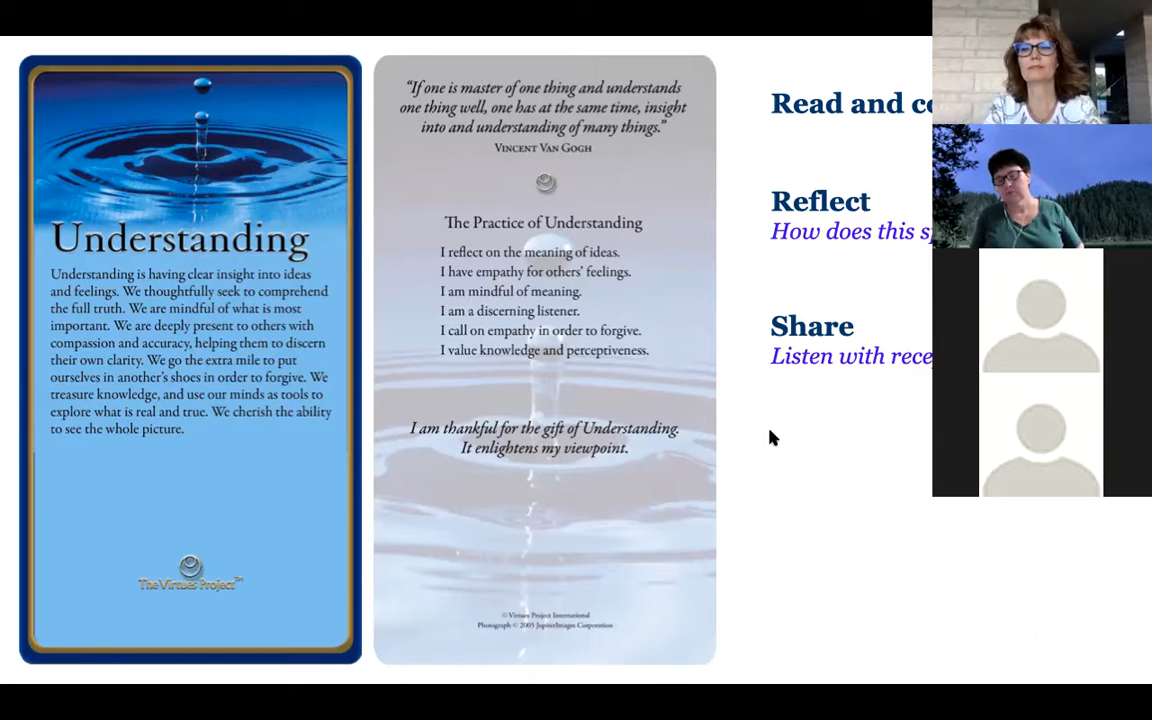 Understanding
Understanding is having clear insight into ideas
and feelings. We thoughtfully seek to comprehend
the full truth. We are mindful of what is most
important. We are deeply present to others with
compassion and accuracy, helping them to discern
their own clarity. We go the extra mile to put
ourselves in another's shoes in order to forgive. We
treasure knowledge, and use our minds as tools to
explore what is real and true. We cherish the ability
to see the whole picture.
The Virtues Project™
“If one is master of one thing and understands
one thing well, one has at the same time, insight
into and understanding of many things.”
Vincent Van Gogh
The Practice of Understanding
I reflect on the meaning of ideas.
I have empathy for others’ feelings.
I am mindful of meaning.
I am a discerning listener.
I call on empathy in order to forgive.
I value knowledge and perceptiveness.
I am thankful for the gift of Understanding.
It enlightens my viewpoint.
© Virtues Project International
Photograph © 2005 JupiterImages Corporation
Read and
Reflect
How does this
Share
Listen with